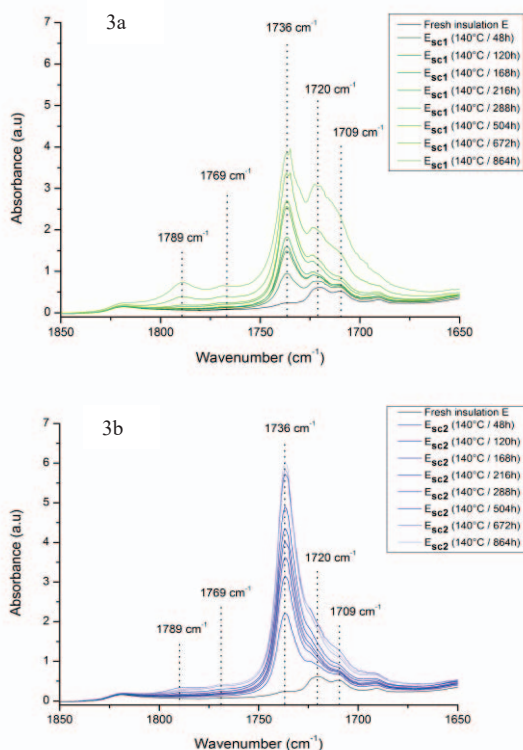 3a
1736 cm-1
1720 cm-1
1709 cm-1
1769 cm-1
1789 cm-1
Fresh insulation E
Esc1 (140°C / 48h)
Esc1 (140°C / 120h)
Esc1 (140°C / 168h)
Esc1 (140°C / 216h)
Esc1 (140°C / 288h)
Esc1 (140°C / 504h)
Esc1 (140°C / 672h)
Esc1 (140°C / 864h)
Absorbance (a.u)
7
6
5
4
3
2
1
0
1850 1800 1750 1700 1650
Wavenumber (cm-1)
3b
1736 cm-1
1720 cm-1
1709 cm-1
1769 cm-1
1789 cm-1
Fresh insulation E
Esc2 (140°C / 48h)
Esc2 (140°C / 120h)
Esc2 (140°C / 168h)
Esc2 (140°C / 216h)
Esc2 (140°C / 288h)
Esc2 (140°C / 504h)
Esc2 (140°C / 672h)
Esc2 (140°C / 864h)
Absorbance (a.u)
7
6
5
4
3
2
1
0
1850 1800 1750 1700 1650
Wavenumber (cm-1)